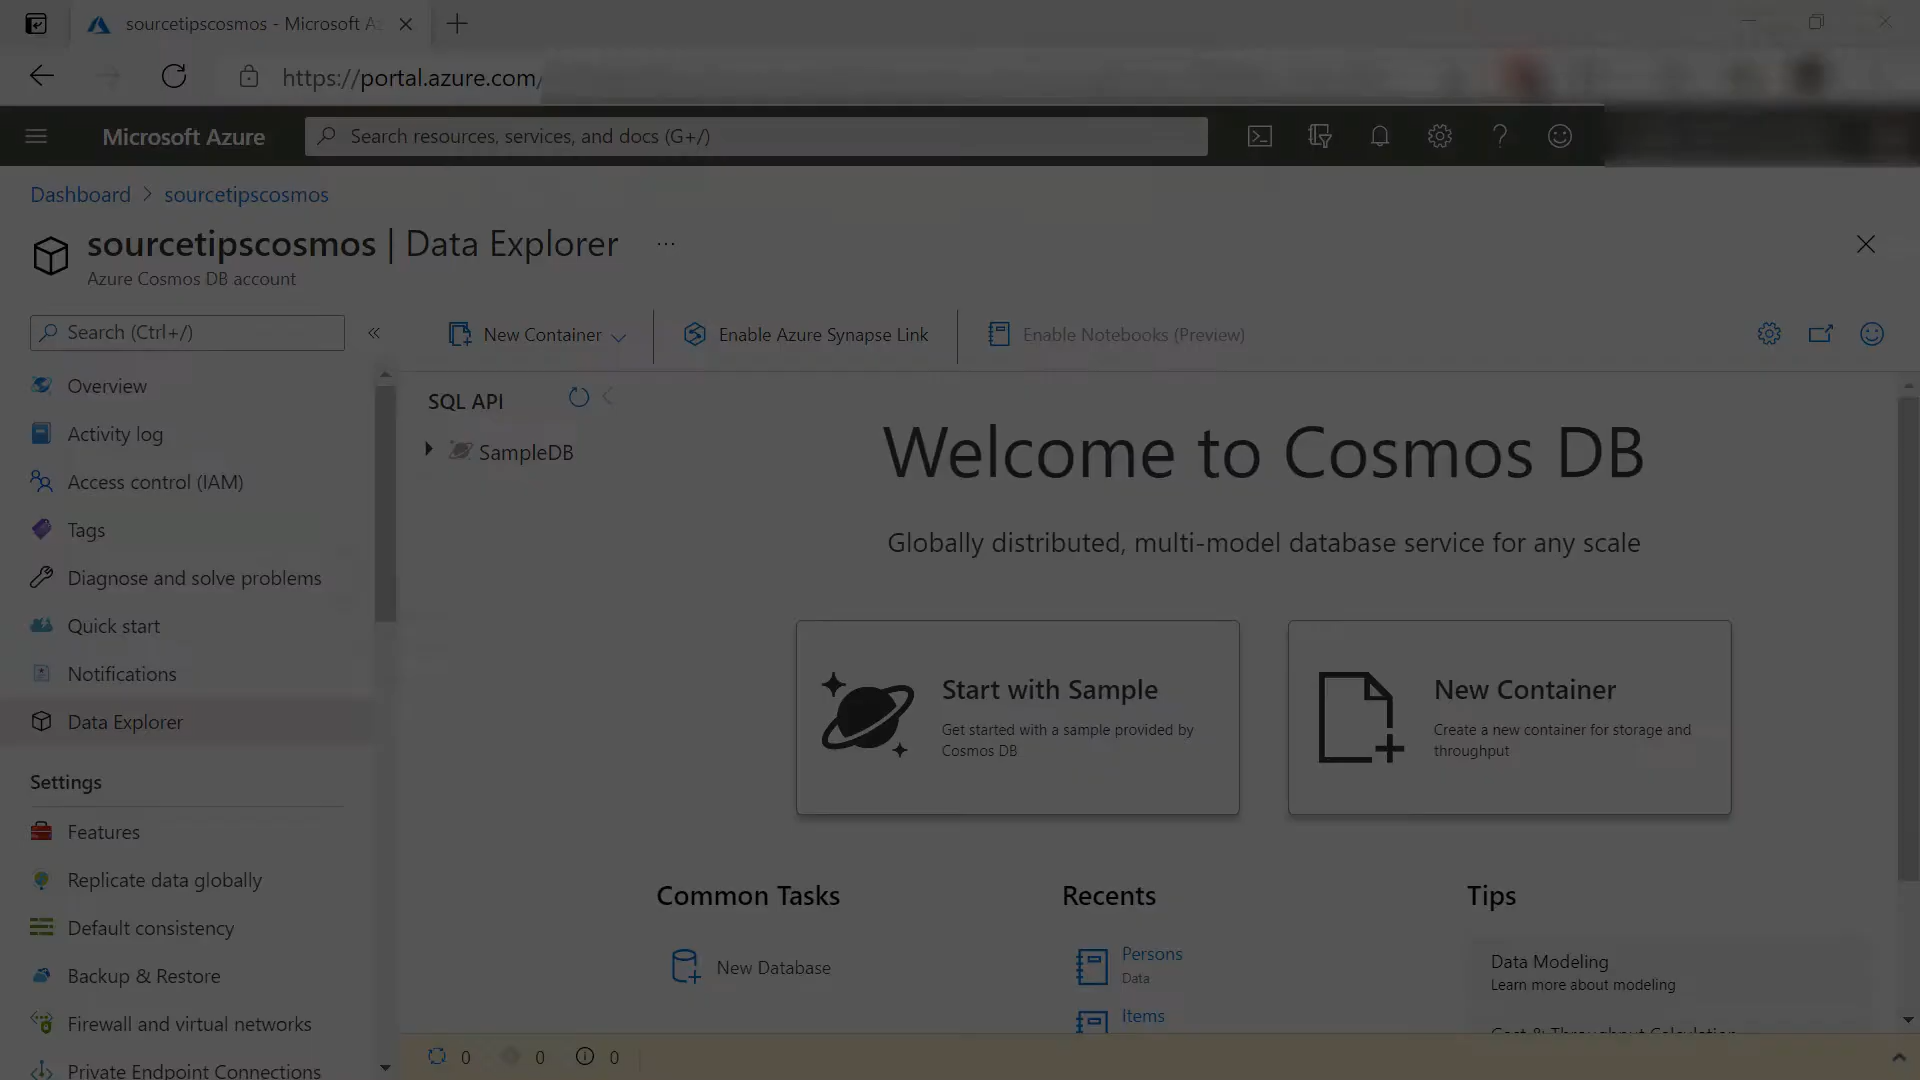 sourcetipscosmos - Microsoft A
https://portal.azure.com/
Microsoft Azure
Search resources, services, and docs (G+/)
Dashboard > sourcetipscosmos
sourcetipscosmos | Data Explorer ...
Azure Cosmos DB account
Search (Ctrl+/)
«
New Container
Enable Azure Synapse Link
Enable Notebooks (Preview)
Overview
Activity log
Access control (IAM)
Tags
Diagnose and solve problems
Quick start
Notifications
Data Explorer
Settings
Features
Replicate data globally
Default consistency
Backup & Restore
Firewall and virtual networks
Private Endpoint Connections
SQL API
SampleDB
Welcome to Cosmos DB
Globally distributed, multi-model database service for any scale
Start with Sample
Get started with a sample provided by
Cosmos DB
New Container
Create a new container for storage and
throughput
Common Tasks
New Database
Recents
Persons
Data
Items
Tips
Data Modeling
Learn more about modeling
Cost & Throughput Calculation
0 0 0